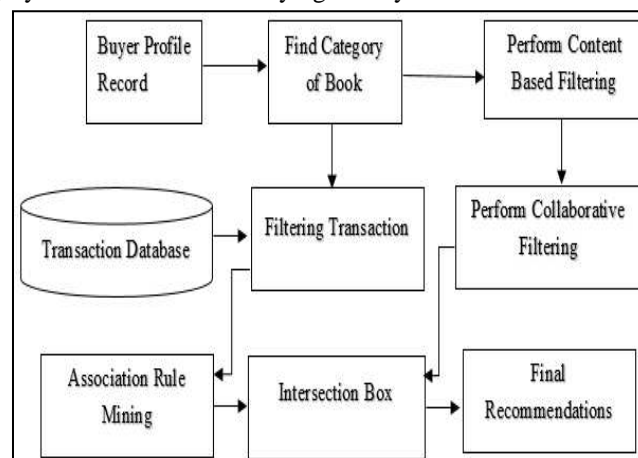 Buyer Profile
Record
Find Category
of Book
Perform Content
Based Filtering
Transaction Database
Filtering Transaction
Perform Collaborative
Filtering
Association Rule
Mining
Intersection Box
Final
Recommendations